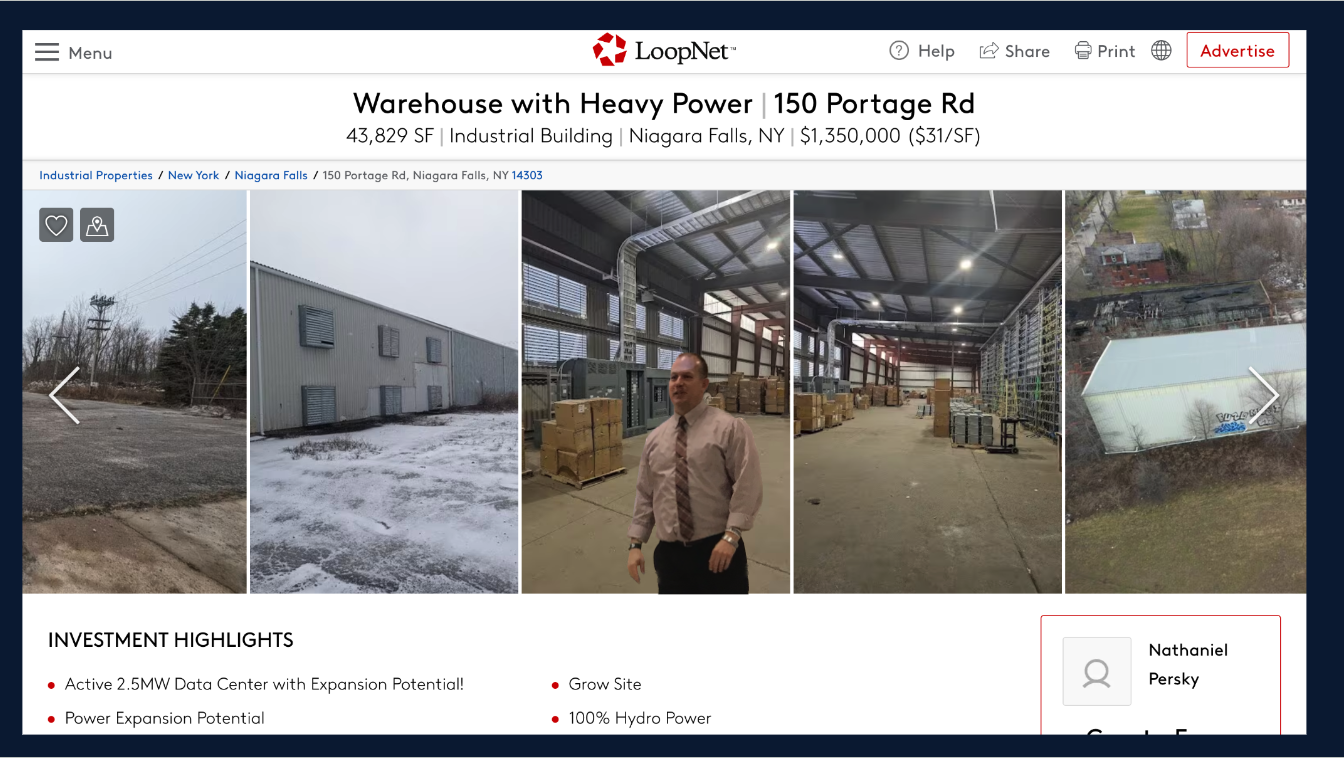 Menu
LoopNet™
Help
Share
Print
Advertise
Warehouse with Heavy Power | 150 Portage Rd
43,829 SF | Industrial Building | Niagara Falls, NY | $1,350,000 ($31/SF)
Industrial Properties / New York / Niagara Falls / 150 Portage Rd, Niagara Falls, NY 14303
INVESTMENT HIGHLIGHTS
• Active 2.5MW Data Center with Expansion Potential!
• Power Expansion Potential
• Grow Site
• 100% Hydro Power
Nathaniel
Persky